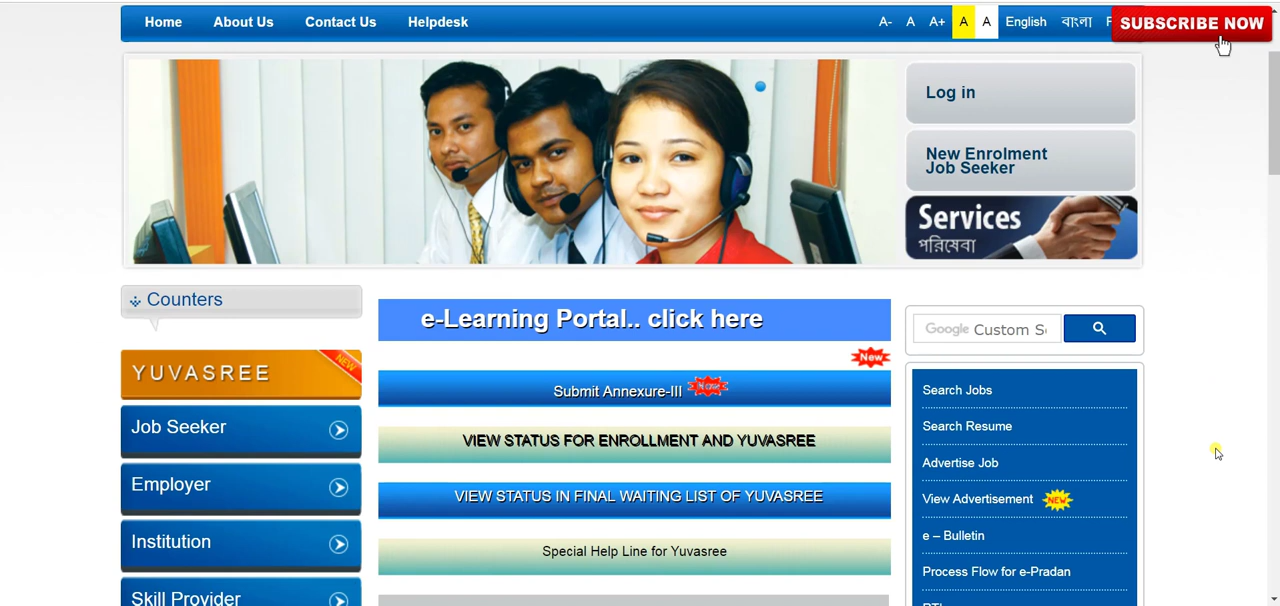 Home About Us Contact Us Helpdesk
A- A A+ A A English বাংলা
SUBSCRIBE NOW
Log in
New Enrolment
Job Seeker
Services
পরিষেবা
Counters
YUVASREE
NEW
Job Seeker
Employer
Institution
Skill Provider
e-Learning Portal.. click here
New
Submit Annexure-III
New
VIEW STATUS FOR ENROLLMENT AND YUVASREE
VIEW STATUS IN FINAL WAITING LIST OF YUVASREE
Special Help Line for Yuvasree
Google Custom S
Search Jobs
Search Resume
Advertise Job
View Advertisement NEW
e – Bulletin
Process Flow for e-Pradan